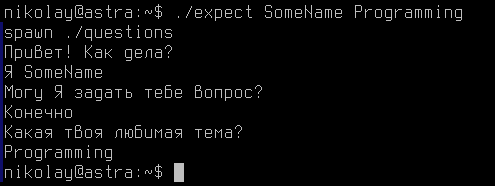 nikolay@astra:~$ ./expect SomeName Programming
spawn ./questions
Привет! Как дела?
Я SomeName
Могу Я задать тебе вопрос?
Конечно
Какая твоя любимая тема?
Programming
nikolay@astra:~$